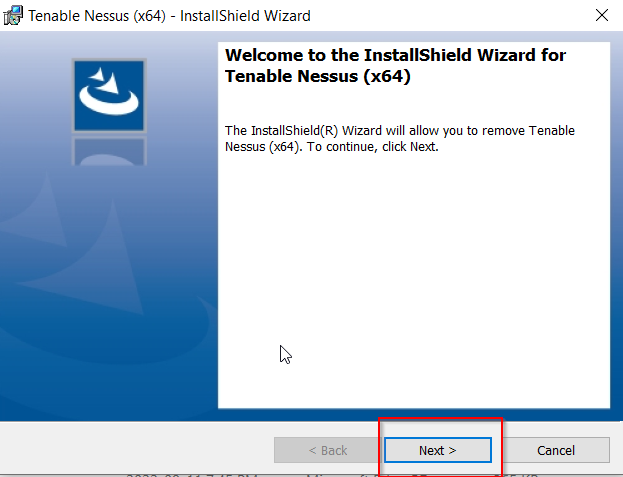 Tenable Nessus (x64) - InstallShield Wizard
Welcome to the InstallShield Wizard for
Tenable Nessus (x64)
The InstallShield(R) Wizard will allow you to remove Tenable
Nessus (x64). To continue, click Next.
< Back
Next >
Cancel